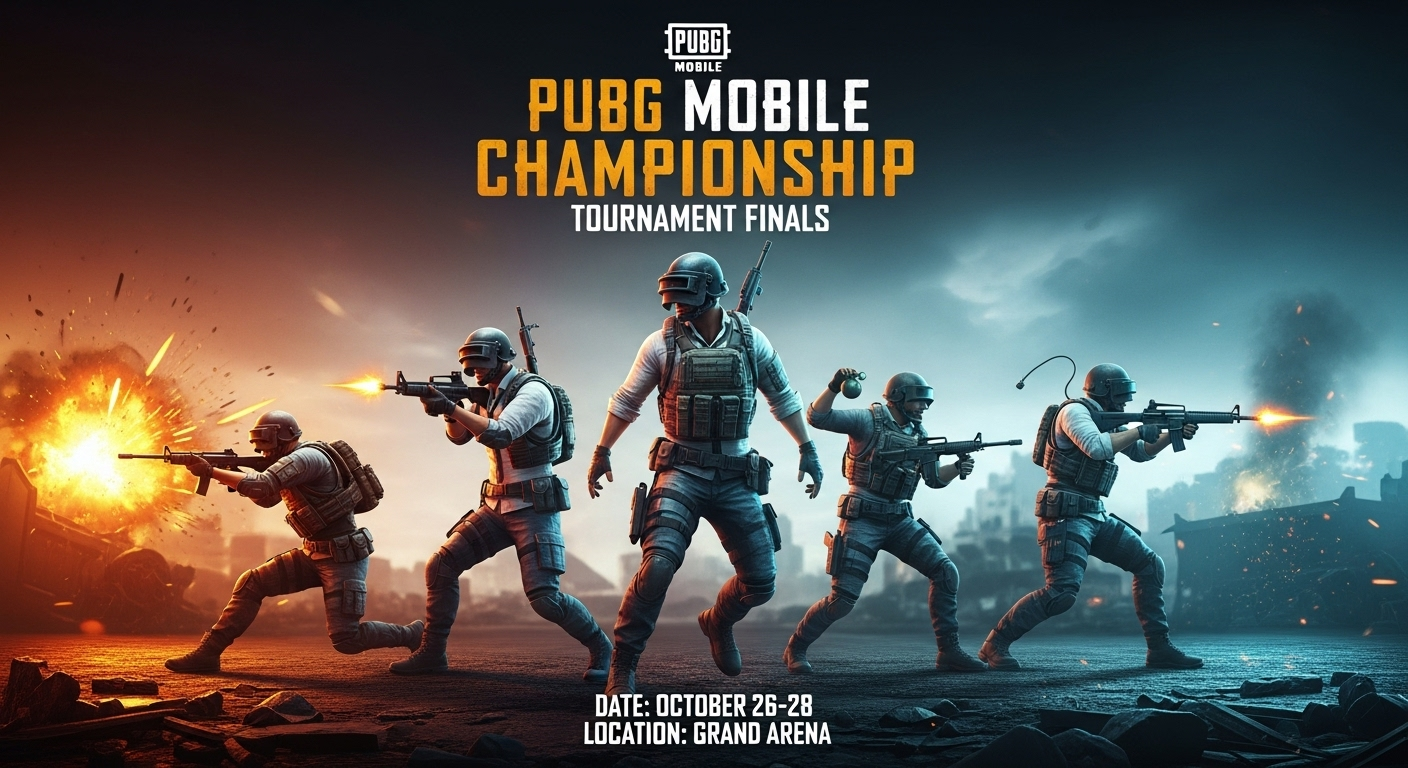 PUBG
MOBILE
PUBG MOBILE
CHAMPIONSHIP
TOURNAMENT FINALS
DATE: OCTOBER 26-28
LOCATION: GRAND ARENA